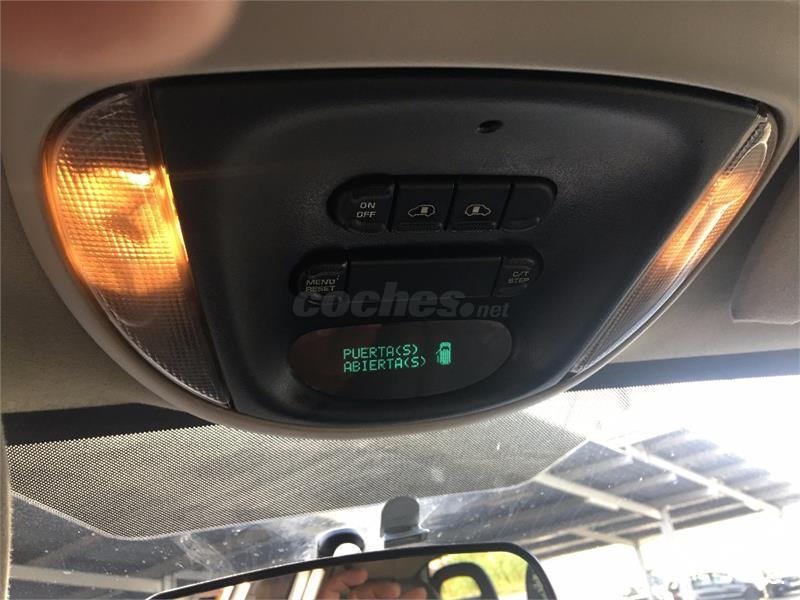 ON
OFF
MENU
RESET
C/T
STEP
coches.net
PUERTA(S)
ABIERTA(S)